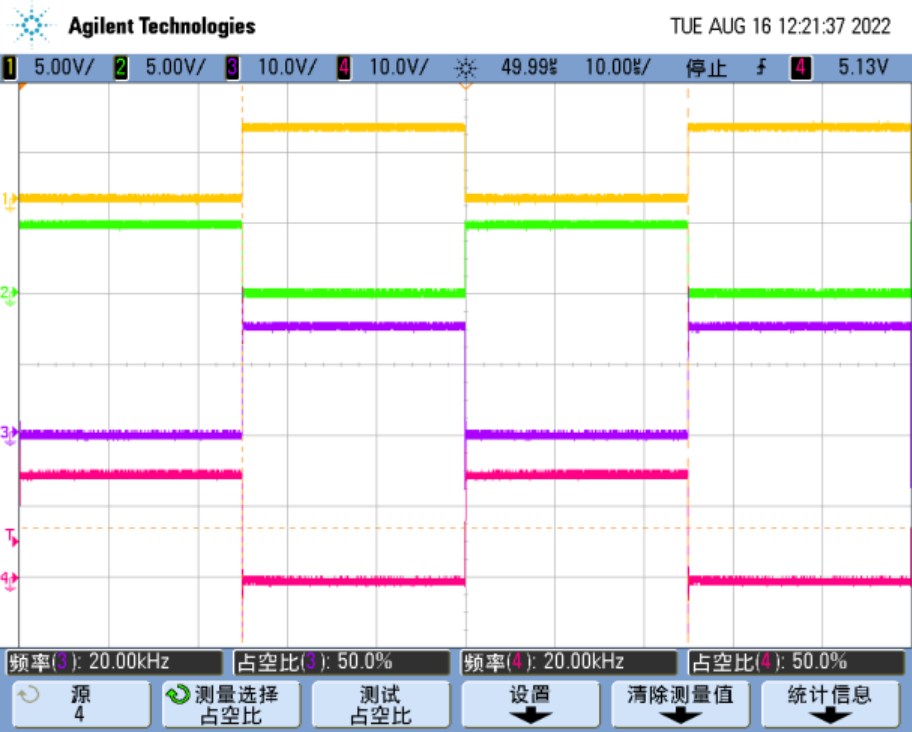 Agilent Technologies
TUE AUG 16 12:21:37 2022
1 5.00V/ 2 5.00V/ 3 10.0V/ 4 10.0V/ 49.99us 10.00us/ 停止 4 5.13V
1
2
3
T
4
频率(3): 20.00kHz 占空比(3): 50.0% 频率(4): 20.00kHz 占空比(4): 50.0%
源 测量选择 测试 设置 清除测量值 统计信息
4 占空比 占空比